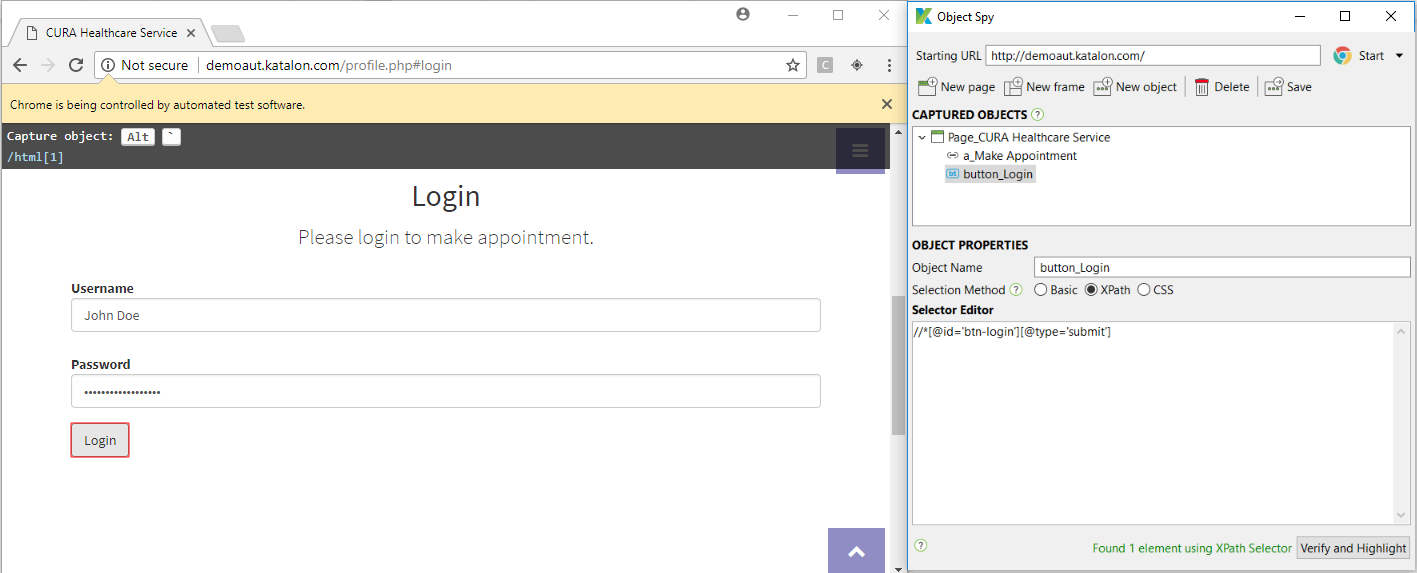 CURA Healthcare Service
Not secure demoaut.katalon.com/profile.php#login
C
Chrome is being controlled by automated test software.
Capture object: Alt `
/html[1]
Login
Please login to make appointment.
Username
John Doe
Password
•••••••••••••••••
Login
Object Spy
Starting URL http://demoaut.katalon.com/ Start
New page New frame New object Delete Save
CAPTURED OBJECTS ?
Page_CURA Healthcare Service
a_Make Appointment
bt button_Login
OBJECT PROPERTIES
Object Name button_Login
Selection Method ? Basic XPath CSS
Selector Editor
//*[@id='btn-login'][@type='submit']
? Found 1 element using XPath Selector Verify and Highlight